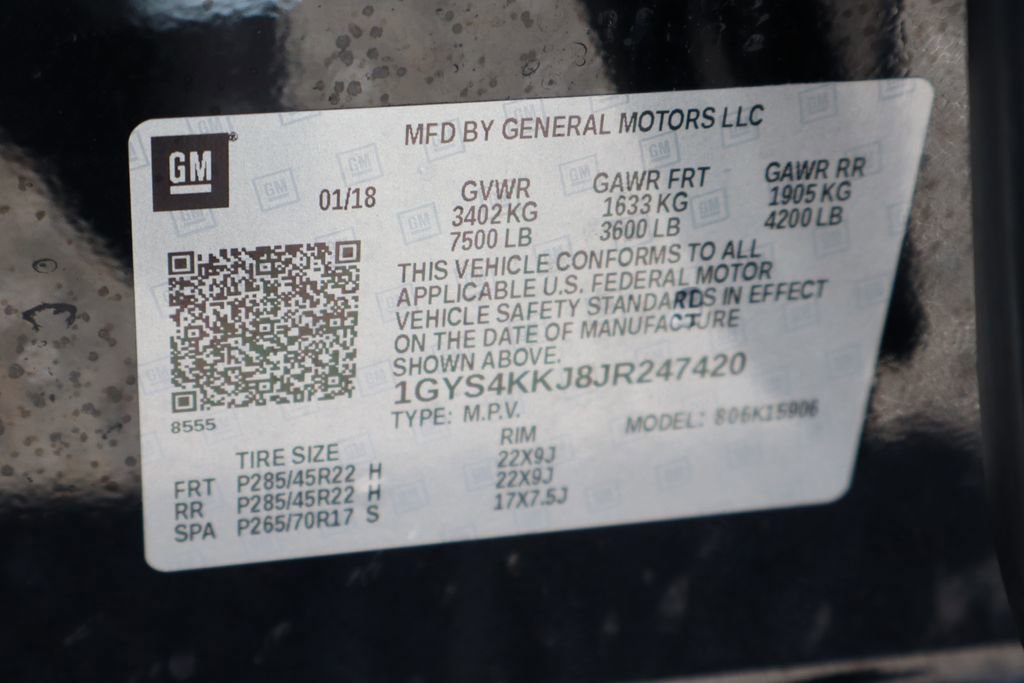 GM
MFD BY GENERAL MOTORS LLC
01/18
GVWR
3402 KG
7500 LB
GAWR FRT
1633 KG
3600 LB
GAWR RR
1905 KG
4200 LB
THIS VEHICLE CONFORMS TO ALL
APPLICABLE U.S. FEDERAL MOTOR
VEHICLE SAFETY STANDARDS IN EFFECT
ON THE DATE OF MANUFACTURE
SHOWN ABOVE.
1GYS4KKJ8JR247420
TYPE: M.P.V. MODEL: 806K15906
8555
TIRE SIZE RIM
FRT P285/45R22 H 22X9J
RR P285/45R22 H 22X9J
SPA P265/70R17 S 17X7.5J